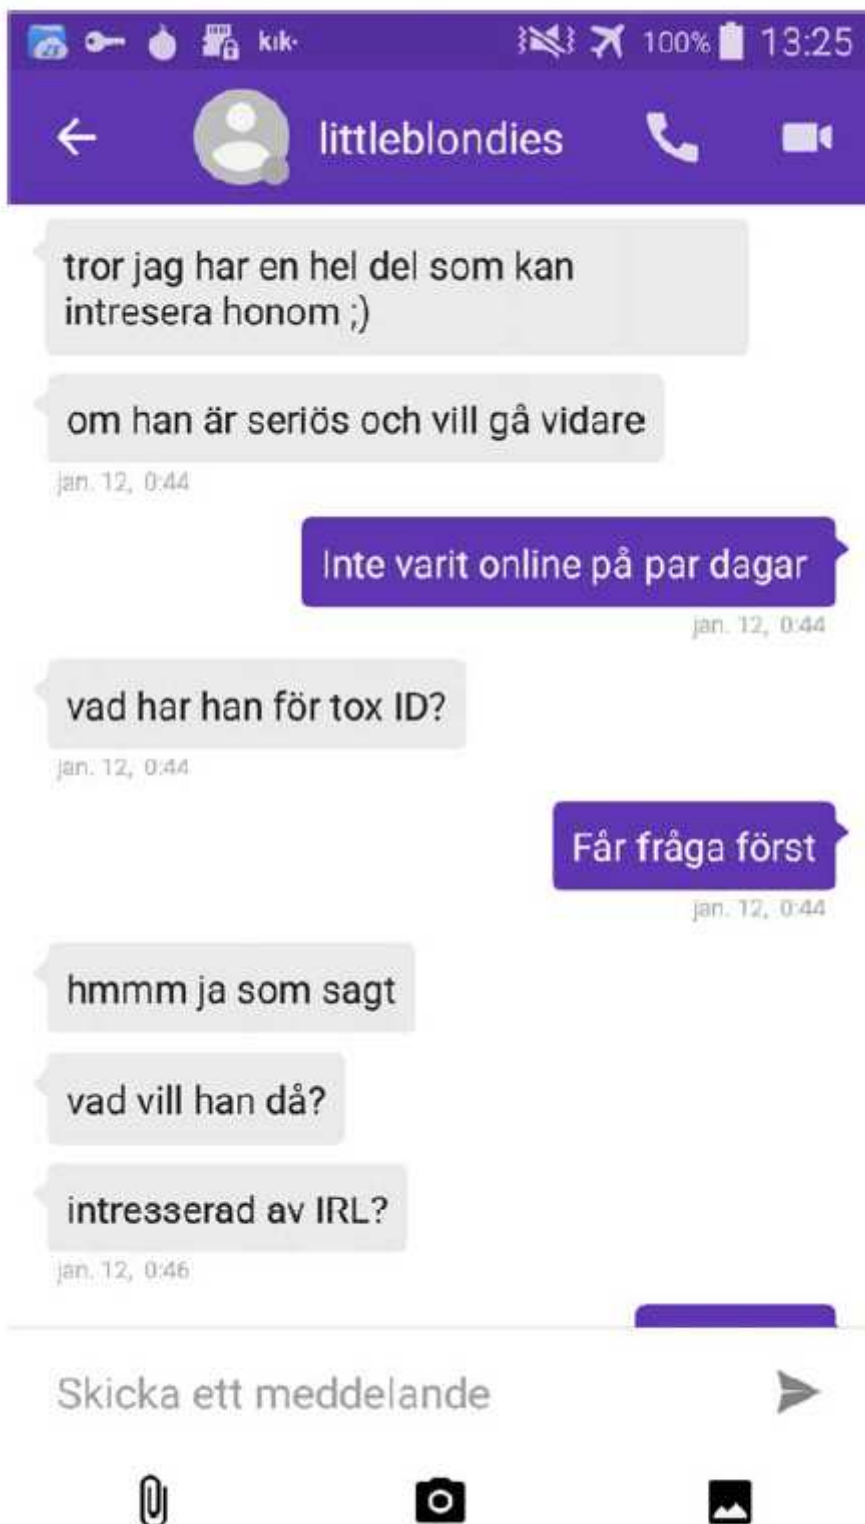 kik·
100%
13:25
littleblondies
tror jag har en hel del som kan
intresera honom ;)
om han är seriös och vill gå vidare
jan. 12, 0:44
Inte varit online på par dagar
jan. 12, 0:44
vad har han för tox ID?
jan. 12, 0:44
Får fråga först
jan. 12, 0:44
hmmm ja som sagt
vad vill han då?
intresserad av IRL?
jan. 12, 0:46
Skicka ett meddelande